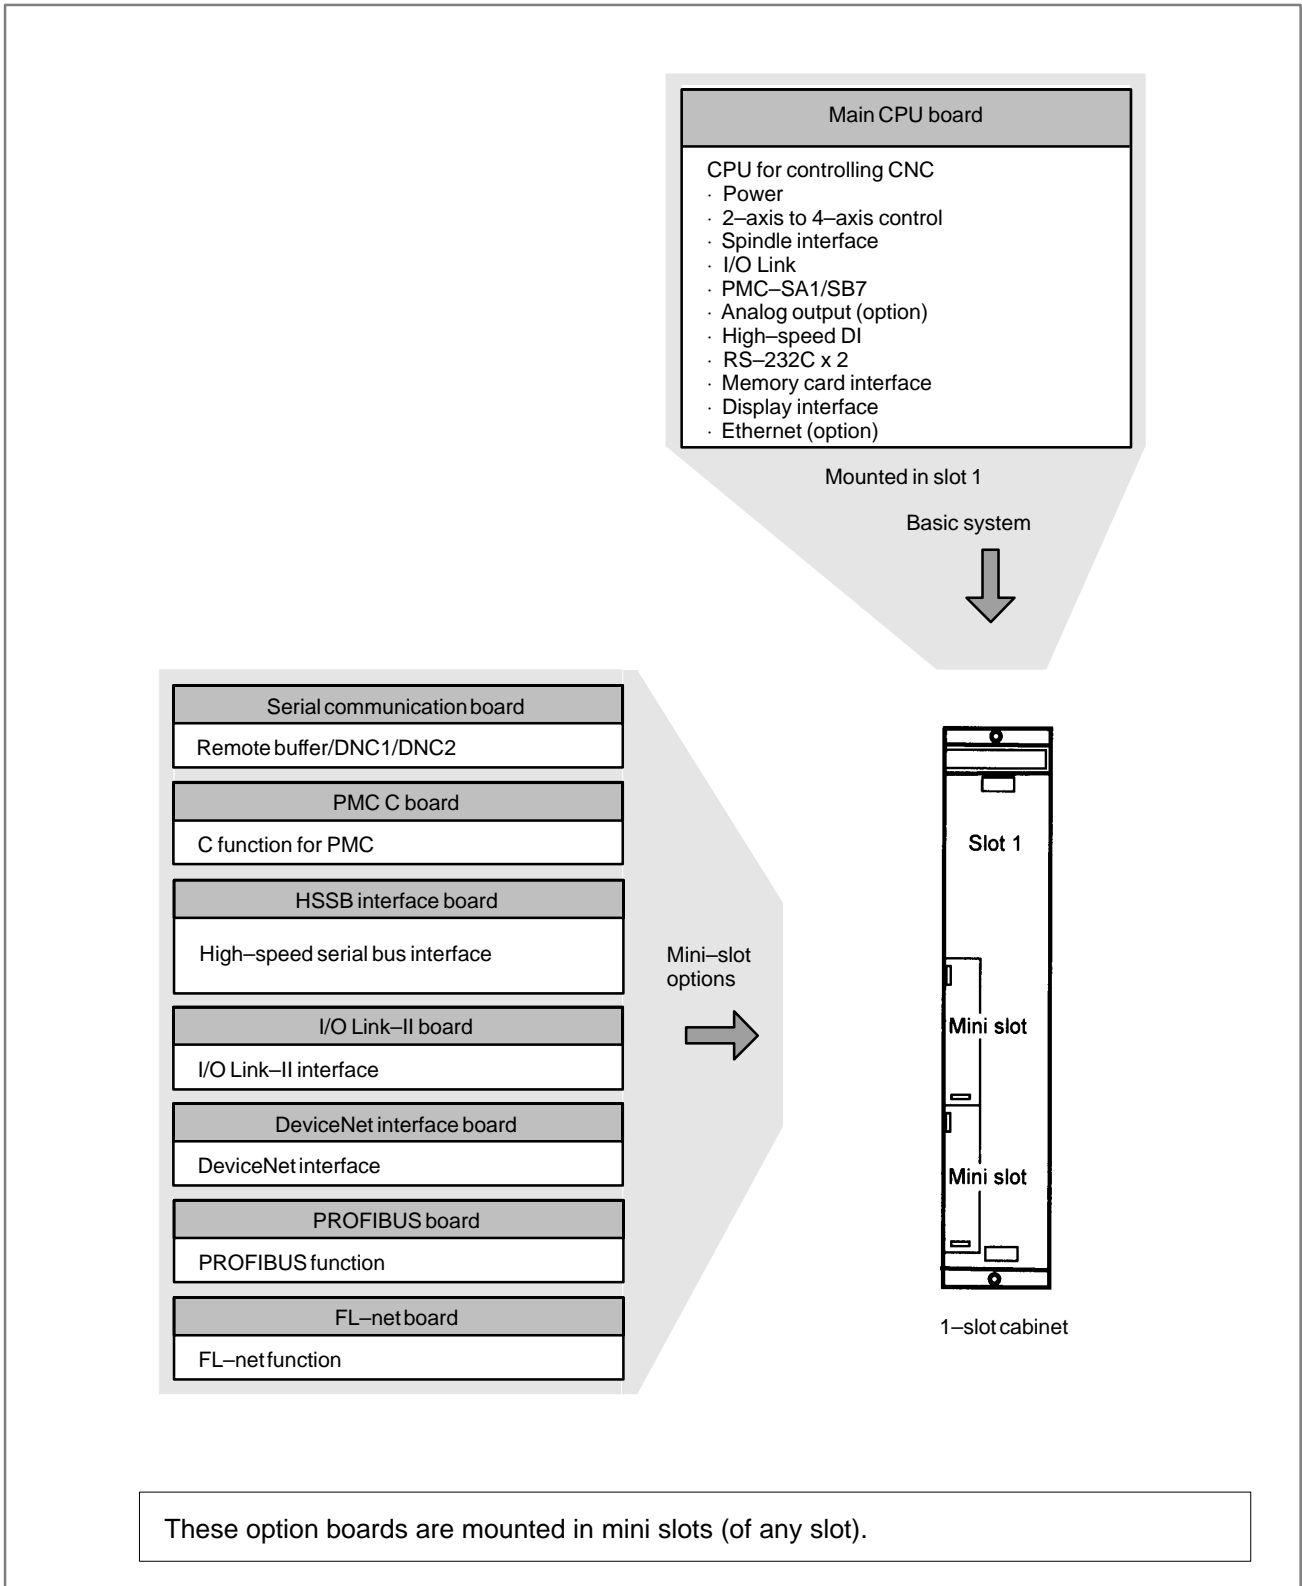 Main CPU board
CPU for controlling CNC
· Power
· 2–axis to 4–axis control
· Spindle interface
· I/O Link
· PMC–SA1/SB7
· Analog output (option)
· High–speed DI
· RS–232C x 2
· Memory card interface
· Display interface
· Ethernet (option)
Mounted in slot 1
Basic system
Serial communication board
Remote buffer/DNC1/DNC2
PMC C board
C function for PMC
HSSB interface board
High–speed serial bus interface
I/O Link–II board
I/O Link–II interface
DeviceNet interface board
DeviceNet interface
PROFIBUS board
PROFIBUS function
FL–net board
FL–net function
Mini–slot
options
Slot 1
Mini slot
Mini slot
1–slot cabinet
These option boards are mounted in mini slots (of any slot).